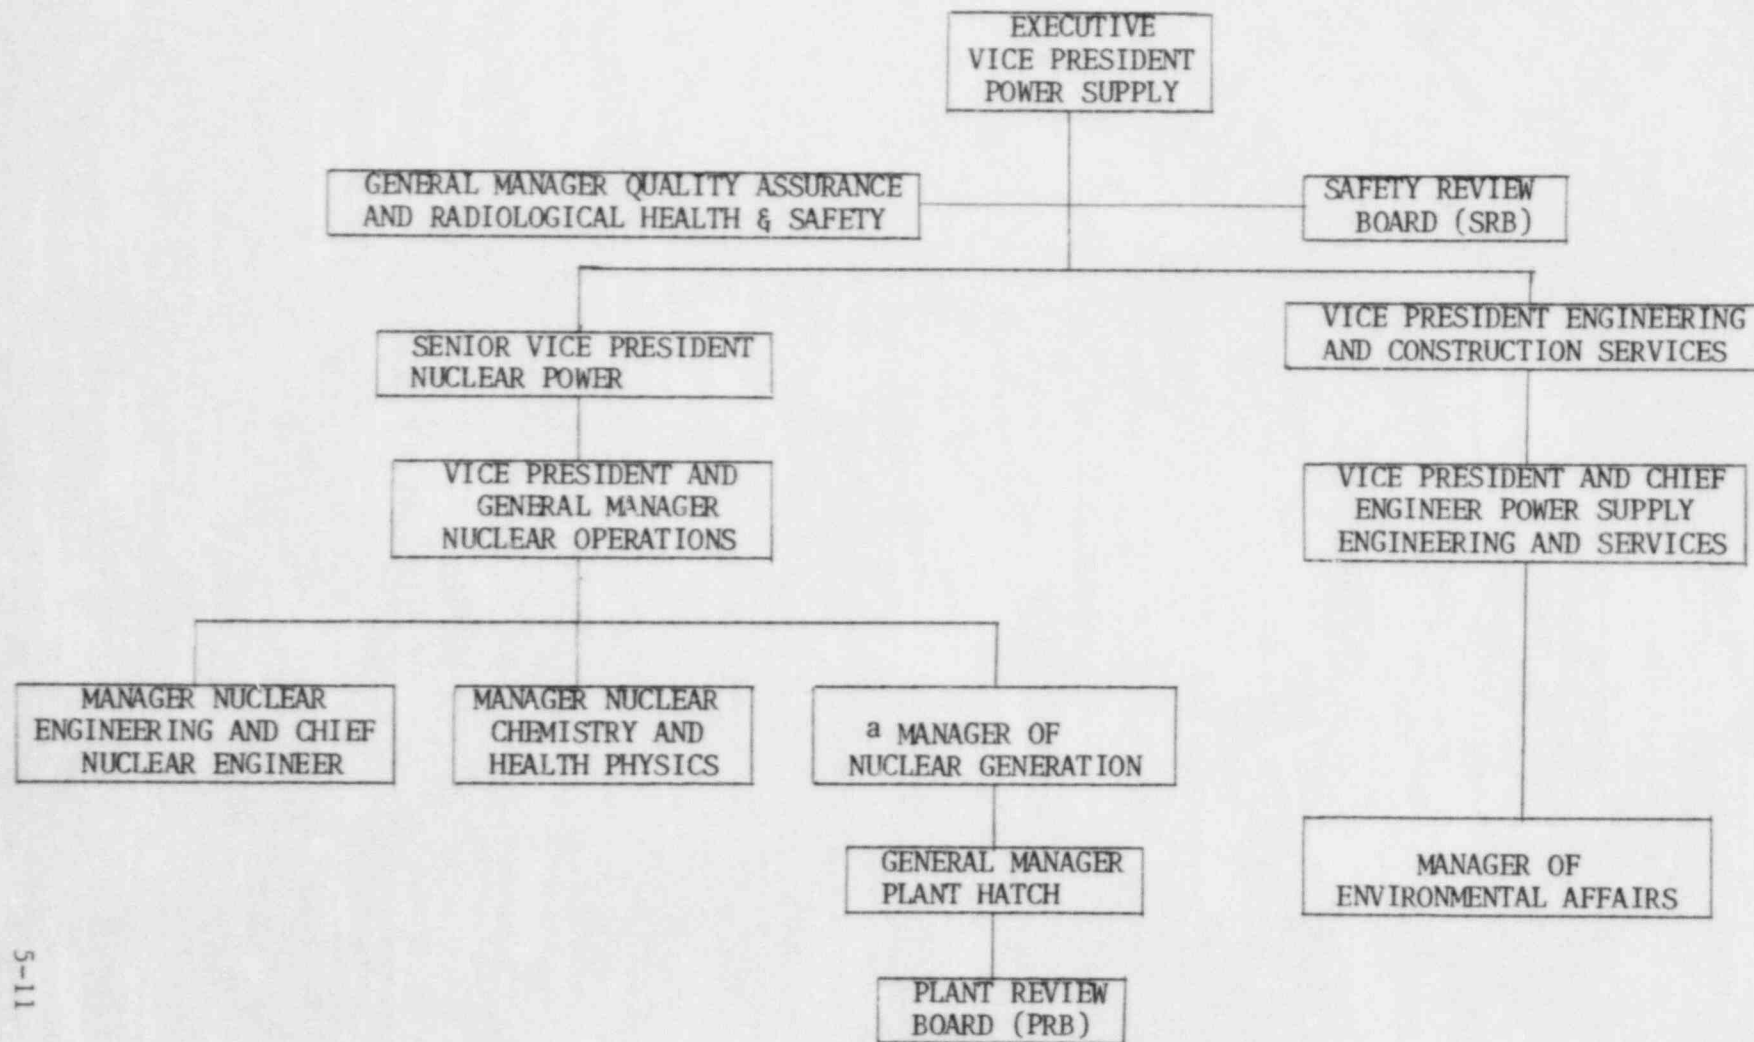 EXECUTIVE
VICE PRESIDENT
POWER SUPPLY
GENERAL MANAGER QUALITY ASSURANCE
AND RADIOLOGICAL HEALTH & SAFETY
SAFETY REVIEW
BOARD (SRB)
SENIOR VICE PRESIDENT
NUCLEAR POWER
VICE PRESIDENT ENGINEERING
AND CONSTRUCTION SERVICES
VICE PRESIDENT AND
GENERAL MANAGER
NUCLEAR OPERATIONS
VICE PRESIDENT AND CHIEF
ENGINEER POWER SUPPLY
ENGINEERING AND SERVICES
MANAGER NUCLEAR
ENGINEERING AND CHIEF
NUCLEAR ENGINEER
MANAGER NUCLEAR
CHEMISTRY AND
HEALTH PHYSICS
a MANAGER OF
NUCLEAR GENERATION
GENERAL MANAGER
PLANT HATCH
MANAGER OF
ENVIRONMENTAL AFFAIRS
PLANT REVIEW
BOARD (PRB)
5-11